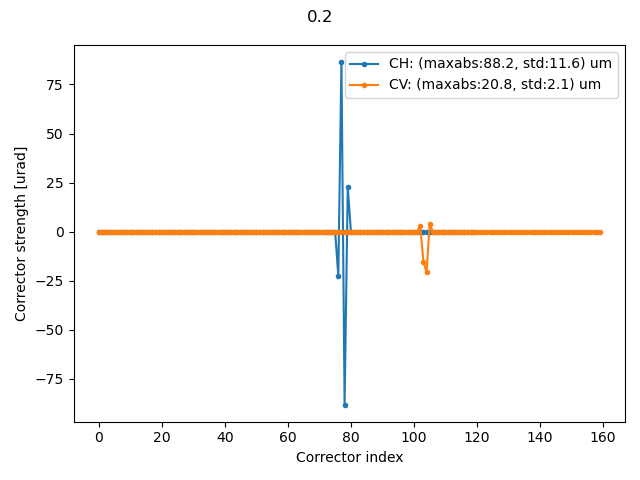 0.2
CH: (maxabs:88.2, std:11.6) um
CV: (maxabs:20.8, std:2.1) um
75
50
25
0
−25
−50
−75
Corrector strength [urad]
0 20 40 60 80 100 120 140 160
Corrector index